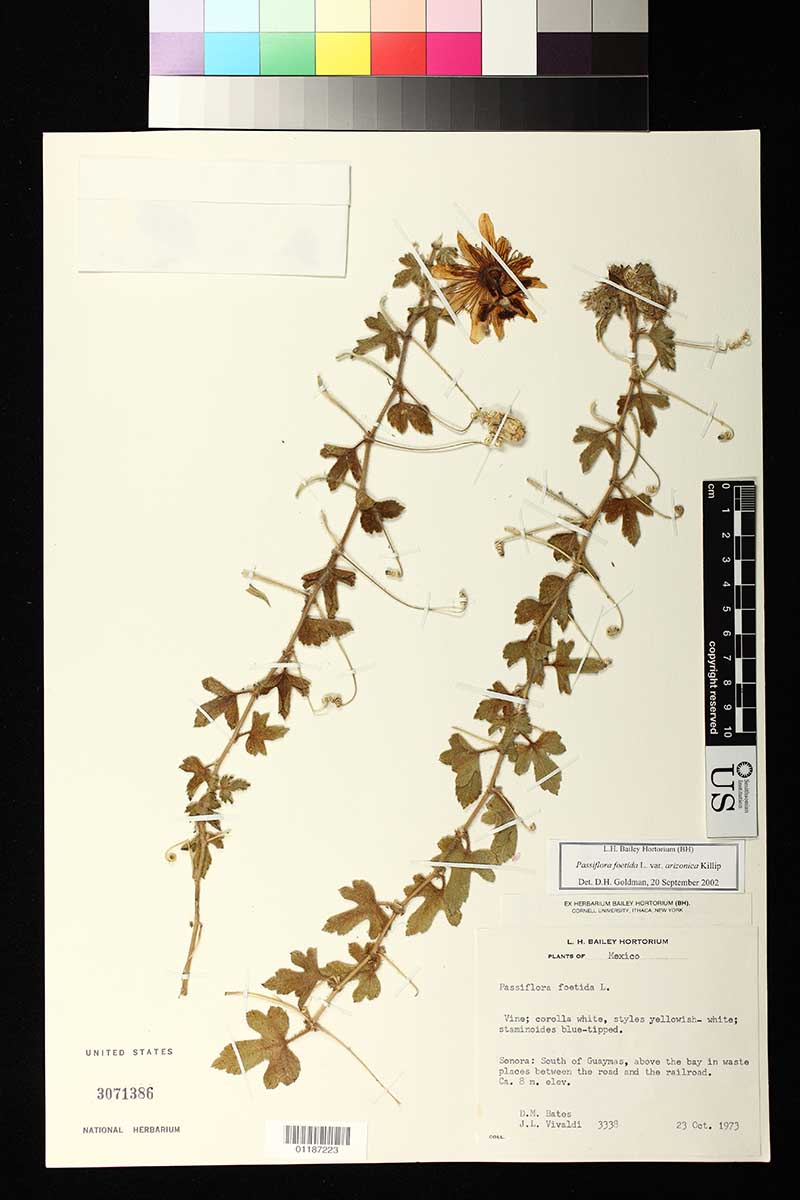 0 1 2 3 4 5 6 7 8 9 10
cm
copyright reserved
US
Smithsonian
Institution
L.H. Bailey Hortorium (BH)
Passiflora foetida L. var. arizonica Killip
Det. D.H. Goldman, 20 September 2002
EX HERBARIUM BAILEY HORTORIUM (BH).
CORNELL UNIVERSITY, ITHACA, NEW YORK
L. H. BAILEY HORTORIUM
PLANTS OF Mexico
Passiflora foetida L.
Vine; corolla white, styles yellowish-white;
staminoides blue-tipped.
Sonora: South of Guaymas, above the bay in waste
places between the road and the railroad.
Ca. 8 m. elev.
D.M. Bates
J.L. Vivaldi 3338 23 Oct. 1973
COLL.
UNITED STATES
3071386
NATIONAL HERBARIUM
01187223